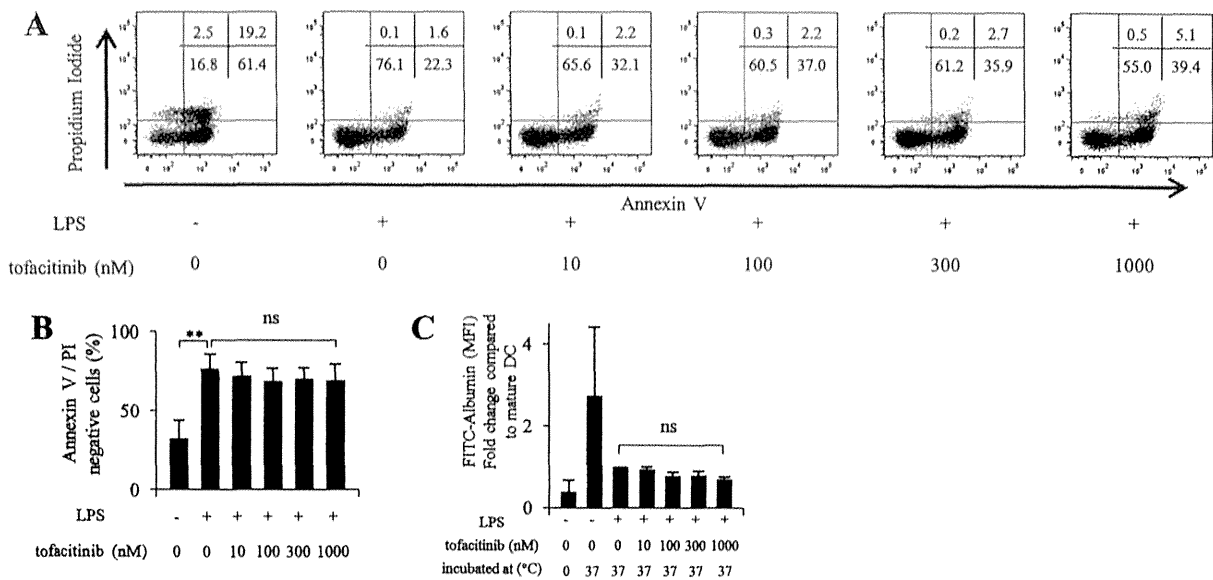 A
Propidium Iodide
2.5 19.2
16.8 61.4
0.1 1.6
76.1 22.3
0.1 2.2
65.6 32.1
0.3 2.2
60.5 37.0
0.2 2.7
61.2 35.9
0.5 5.1
55.0 39.4
Annexin V
LPS - + + + + +
tofacitinib (nM) 0 0 10 100 300 1000
B
Annexin V / PI
negative cells (%)
100
50
0
** ns
LPS - + + + + +
tofacitinib (nM) 0 0 10 100 300 1000
C
FITC-Albumin (MFI)
Fold change compared
to mature DC
4
2
0
ns
LPS - - + + + + +
tofacitinib (nM) 0 0 0 10 100 300 1000
incubated at (°C) 0 37 37 37 37 37 37